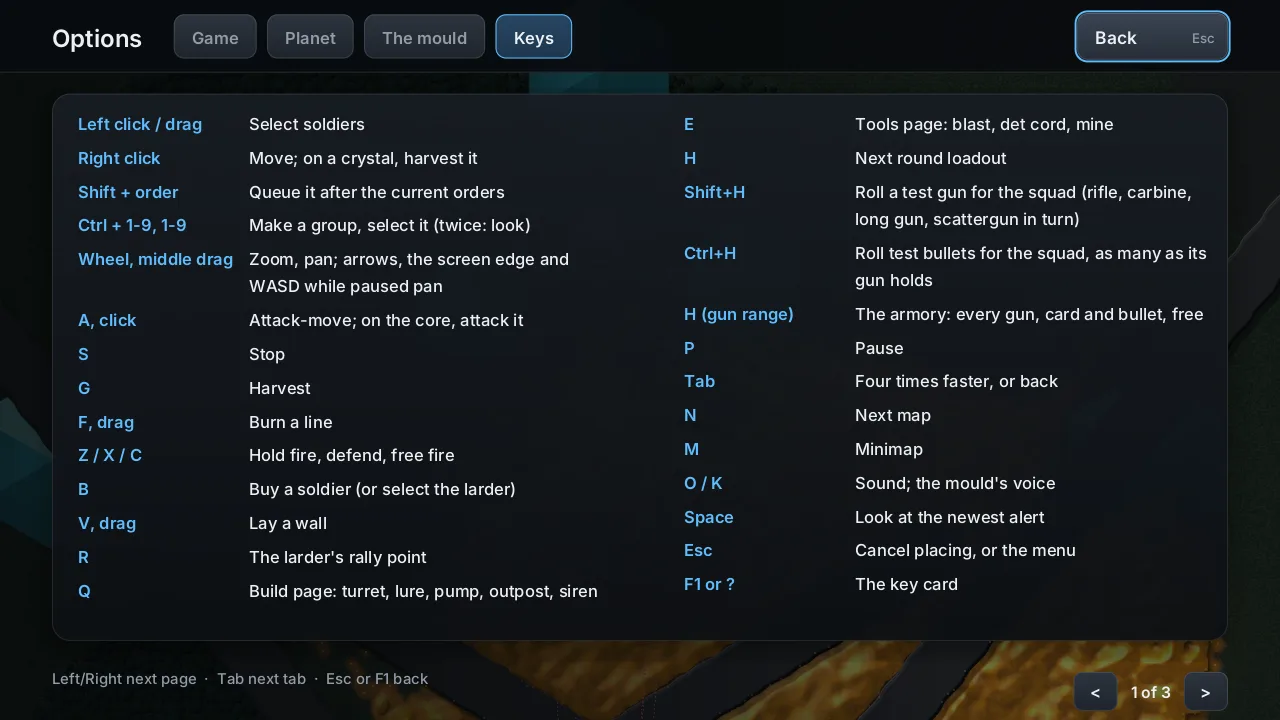 Options
Game
Planet
The mould
Keys
Back
Esc
Left click / drag Select soldiers
Right click Move; on a crystal, harvest it
Shift + order Queue it after the current orders
Ctrl + 1-9, 1-9 Make a group, select it (twice: look)
Wheel, middle drag Zoom, pan; arrows, the screen edge and
WASD while paused pan
A, click Attack-move; on the core, attack it
S Stop
G Harvest
F, drag Burn a line
Z / X / C Hold fire, defend, free fire
B Buy a soldier (or select the larder)
V, drag Lay a wall
R The larder's rally point
Q Build page: turret, lure, pump, outpost, siren
E Tools page: blast, det cord, mine
H Next round loadout
Shift+H Roll a test gun for the squad (rifle, carbine,
long gun, scattergun in turn)
Ctrl+H Roll test bullets for the squad, as many as its
gun holds
H (gun range) The armory: every gun, card and bullet, free
P Pause
Tab Four times faster, or back
N Next map
M Minimap
O / K Sound; the mould's voice
Space Look at the newest alert
Esc Cancel placing, or the menu
F1 or ? The key card
Left/Right next page · Tab next tab · Esc or F1 back
< 1 of 3 >